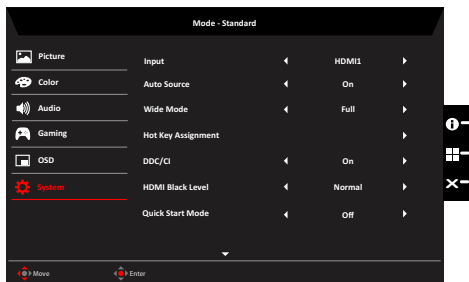 Mode - Standard
Picture
Color
Audio
Gaming
OSD
System
Input HDMI1
Auto Source On
Wide Mode Full
Hot Key Assignment
DDC/CI On
HDMI Black Level Normal
Quick Start Mode Off
Move Enter